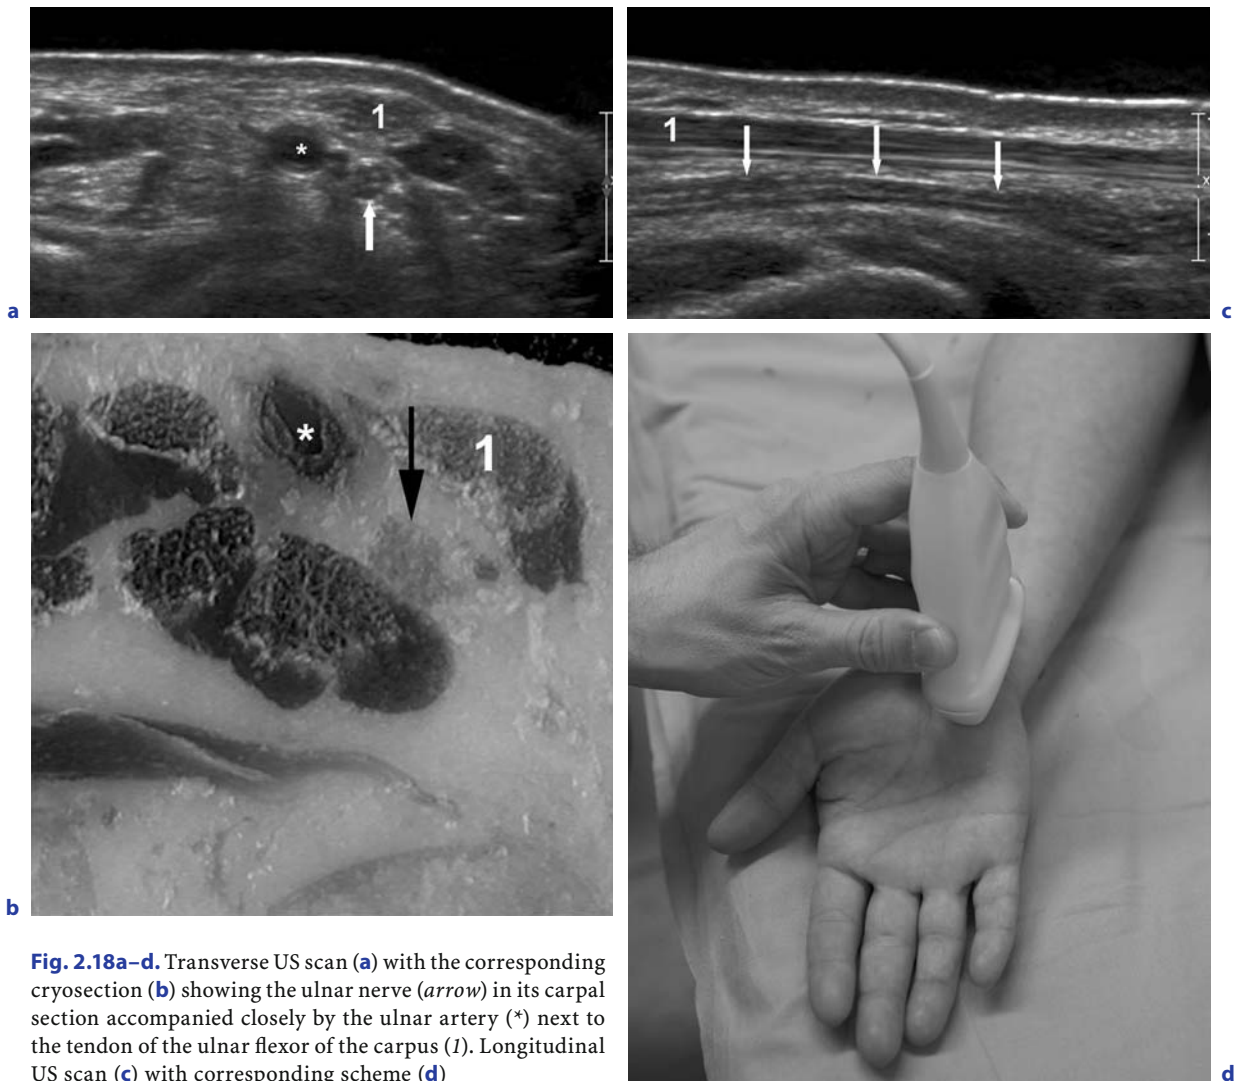 1
*
1
a
c
*
1
b
Fig. 2.18a–d. Transverse US scan (a) with the corresponding
cryosection (b) showing the ulnar nerve (arrow) in its carpal
section accompanied closely by the ulnar artery (*) next to
the tendon of the ulnar flexor of the carpus (1). Longitudinal
US scan (c) with corresponding scheme (d)
d